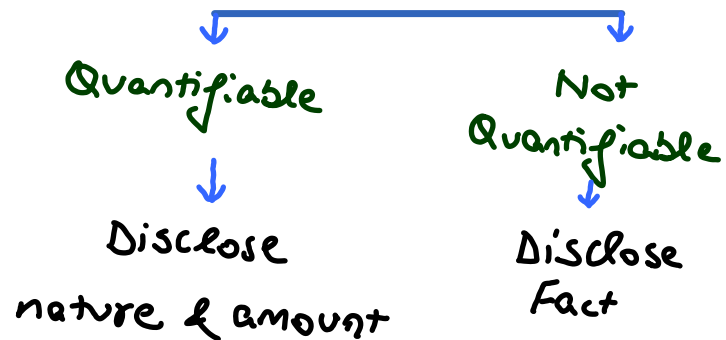 Quantifiable
Not
Quantifiable
Disclose
nature & amount
Disclose
Fact